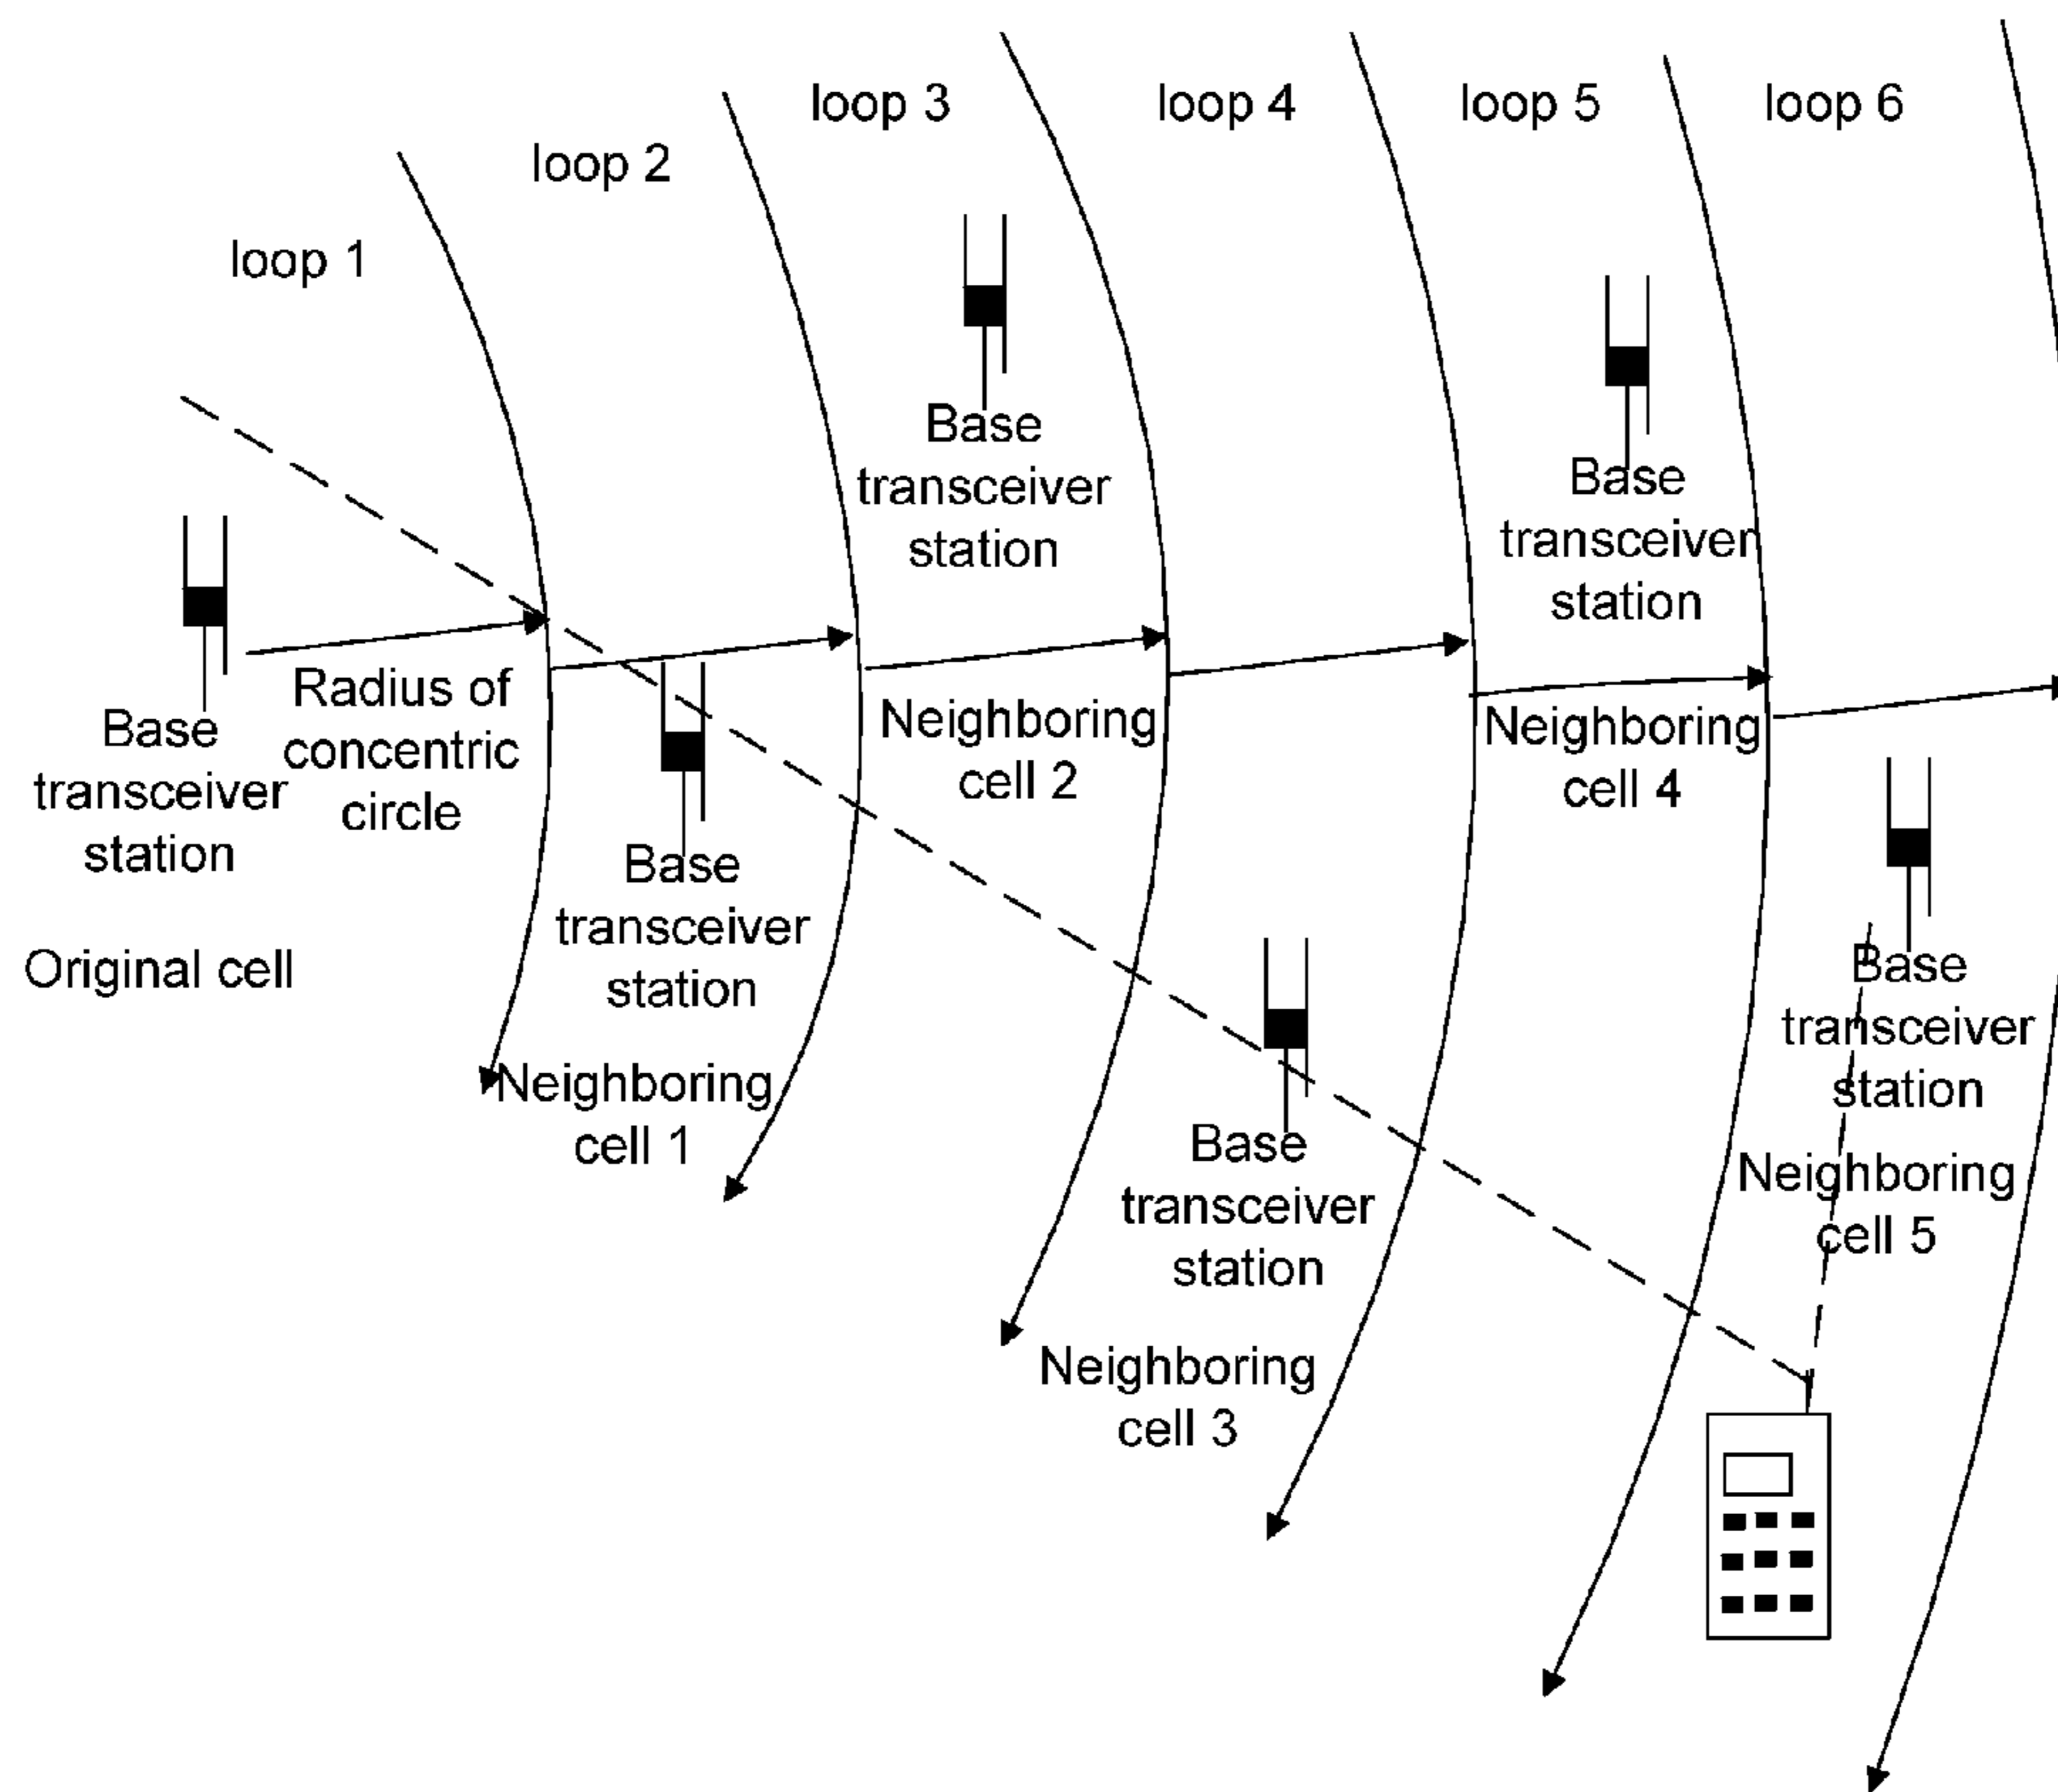 loop 1
loop 2
loop 3
loop 4
loop 5
loop 6
Base
transceiver
station
Original cell
Radius of
concentric
circle
Base
transceiver
station
Neighboring
cell 1
Base
transceiver
station
Neighboring
cell 2
Base
transceiver
station
Neighboring
cell 3
Base
transceiver
station
Neighboring
cell 4
Base
transceiver
station
Neighboring
cell 5